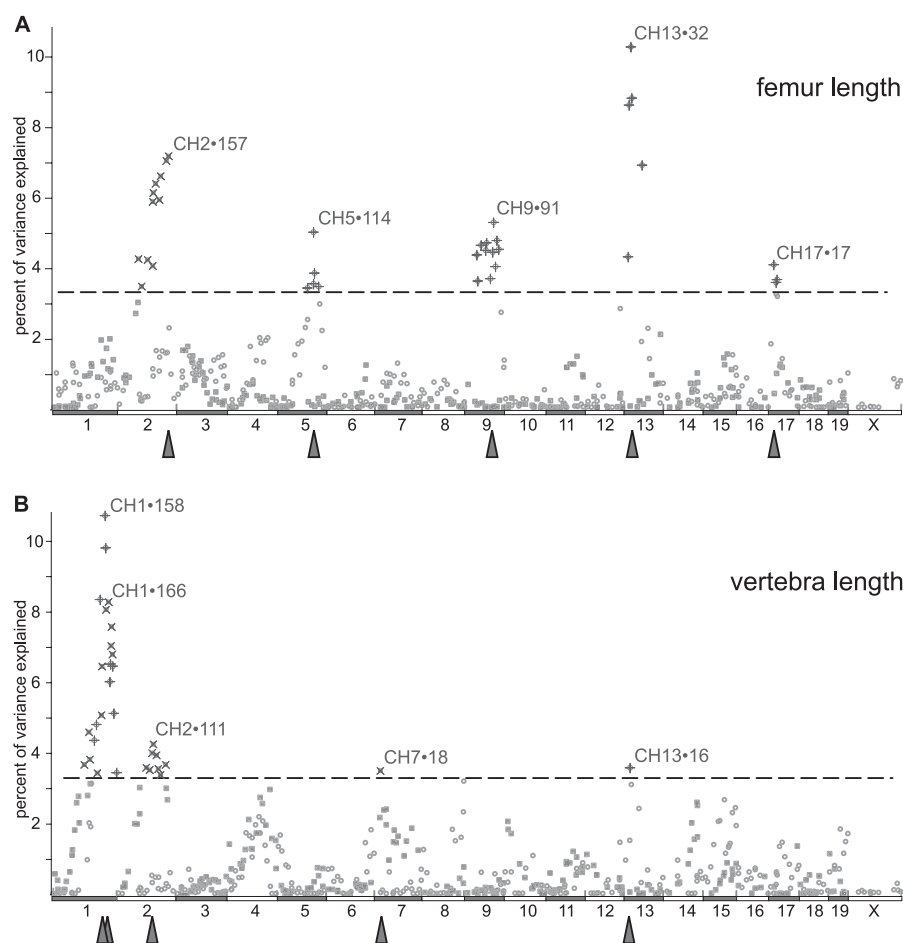 A
CH13•32
10
femur length
8
CH2•157
6
CH5•114
CH9•91
CH17•17
4
2
percent of variance explained
1 2 3 4 5 6 7 8 9 10 11 12 13 14 15 16 17 18 19 X
B
CH1•158
10
CH1•166
vertebra length
8
6
CH2•111
CH7•18
CH13•16
4
2
percent of variance explained
1 2 3 4 5 6 7 8 9 10 11 12 13 14 15 16 17 18 19 X